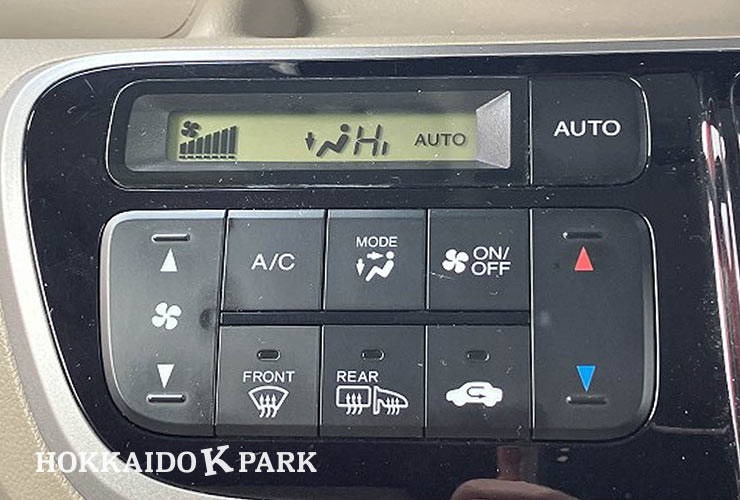 Hi AUTO
AUTO
A/C
MODE
ON/
OFF
FRONT
REAR
HOKKAIDO K PARK